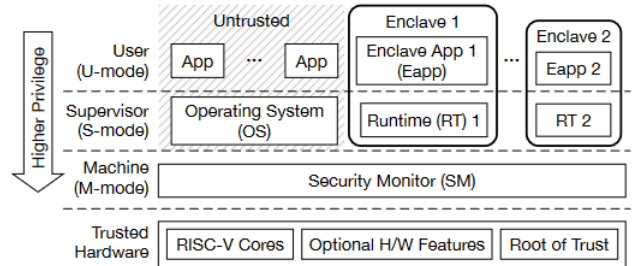 Higher Privilege
Untrusted
Enclave 1
Enclave 2
User
(U-mode)
App
...
App
Enclave App 1
(Eapp)
...
Eapp 2
Supervisor
(S-mode)
Operating System
(OS)
Runtime (RT) 1
RT 2
Machine
(M-mode)
Security Monitor (SM)
Trusted
Hardware
RISC-V Cores
Optional H/W Features
Root of Trust